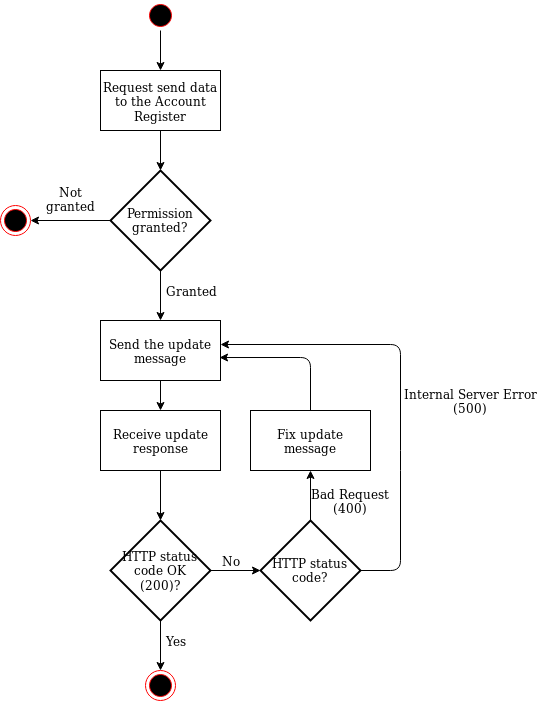 Request send data
to the Account
Register
Not
granted
Permission
granted?
Granted
Send the update
message
Internal Server Error
(500)
Receive update
response
Fix update
message
Bad Request
(400)
HTTP status
code OK
(200)?
No
HTTP status
code?
Yes